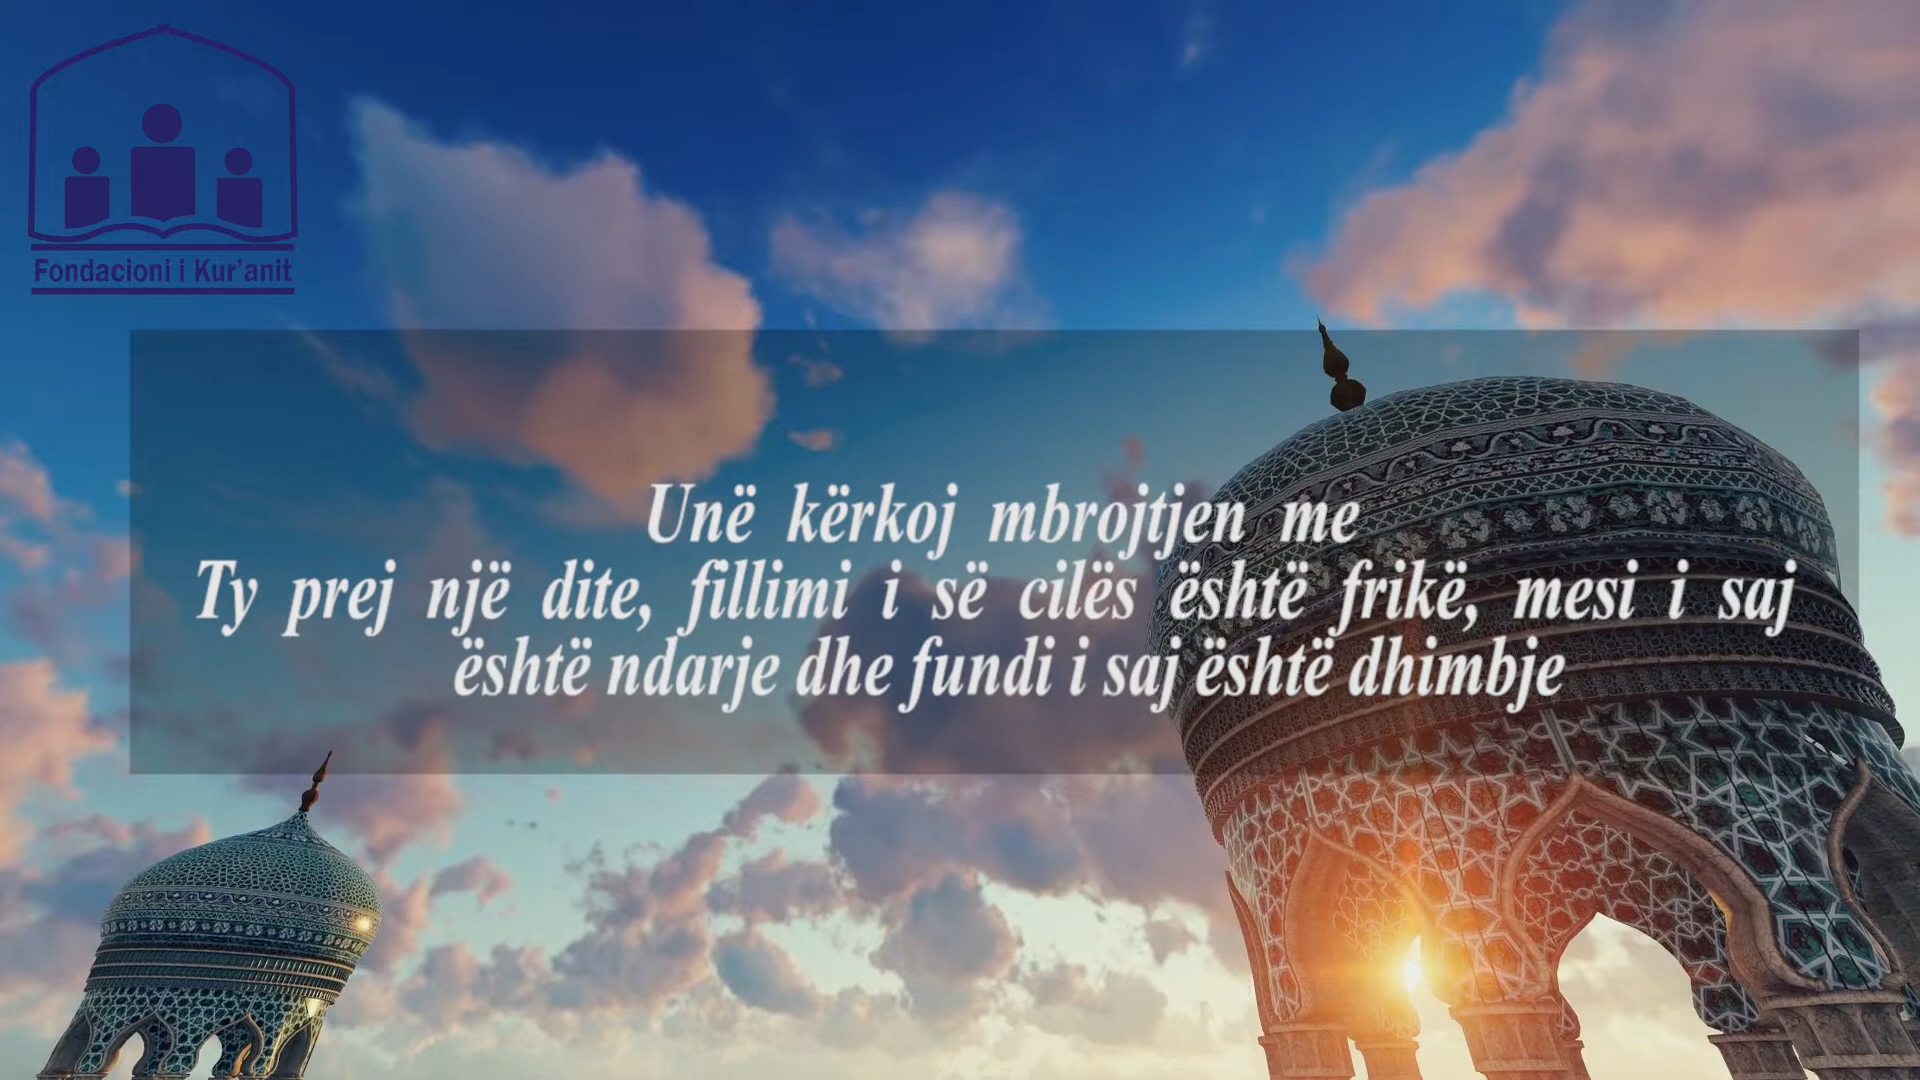 Fondacioni i Kur'anit
Unë kërkoj mbrojtjen me
Ty prej një dite, fillimi i së cilës është frikë, mesi i saj
është ndarje dhe fundi i saj është dhimbje